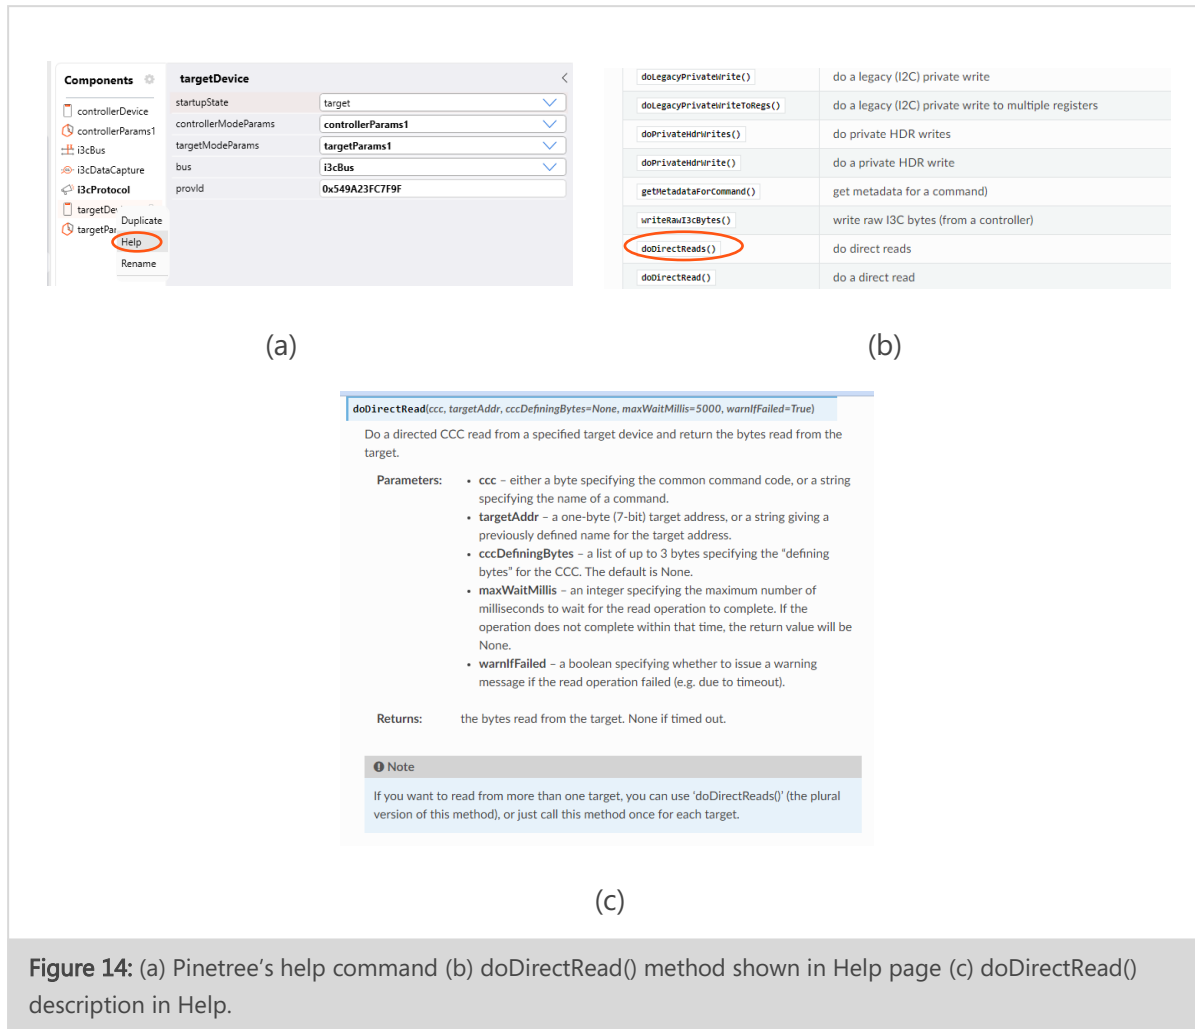 Components
controllerDevice
controllerParams1
i3cBus
i3cDataCapture
i3cProtocol
targetDe
targetPar
Duplicate
Help
Rename
targetDevice
startupState target
controllerModeParams controllerParams1
targetModeParams targetParams1
bus i3cBus
provId 0x549A23FC7F9F
(a)
doLegacyPrivateWrite() do a legacy (I2C) private write
doLegacyPrivateWriteToRegs() do a legacy (I2C) private write to multiple registers
doPrivateHdrWrites() do private HDR writes
doPrivateHdrWrite() do a private HDR write
getMetadataForCommand() get metadata for a command)
writeRawI3cBytes() write raw I3C bytes (from a controller)
doDirectReads() do direct reads
doDirectRead() do a direct read
(b)
doDirectRead(ccc, targetAddr, cccDefiningBytes=None, maxWaitMillis=5000, warnIfFailed=True)
Do a directed CCC read from a specified target device and return the bytes read from the
target.
Parameters:
• ccc – either a byte specifying the common command code, or a string
specifying the name of a command.
• targetAddr – a one-byte (7-bit) target address, or a string giving a
previously defined name for the target address.
• cccDefiningBytes – a list of up to 3 bytes specifying the “defining
bytes” for the CCC. The default is None.
• maxWaitMillis – an integer specifying the maximum number of
milliseconds to wait for the read operation to complete. If the
operation does not complete within that time, the return value will be
None.
• warnIfFailed – a boolean specifying whether to issue a warning
message if the read operation failed (e.g. due to timeout).
Returns: the bytes read from the target. None if timed out.
Note
If you want to read from more than one target, you can use ‘doDirectReads()’ (the plural
version of this method), or just call this method once for each target.
(c)
Figure 14: (a) Pinetree’s help command (b) doDirectRead() method shown in Help page (c) doDirectRead()
description in Help.